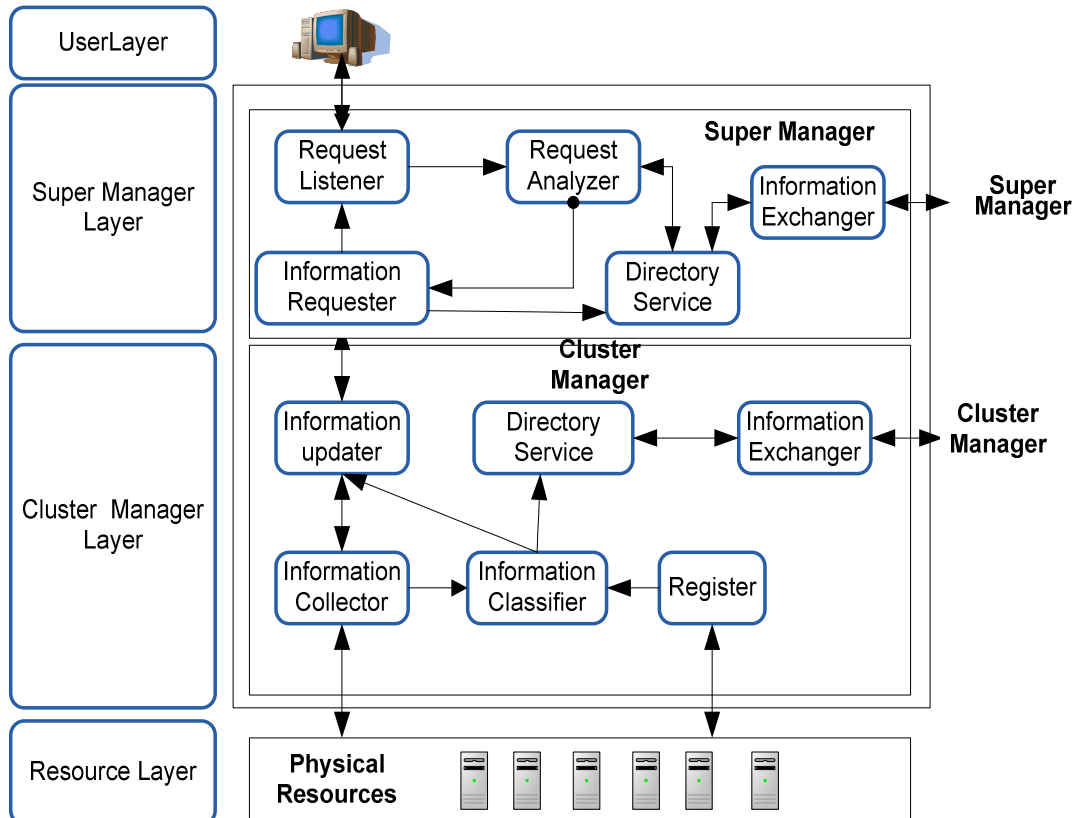 UserLayer
Super Manager
Layer
Cluster  Manager
Layer
Resource Layer
Super Manager
Request
Listener
Request
Analyzer
Information
Exchanger
Super
Manager
Information
Requester
Directory
Service
Cluster
Manager
Information
updater
Directory
Service
Information
Exchanger
Cluster
Manager
Information
Collector
Information
Classifier
Register
Physical
Resources